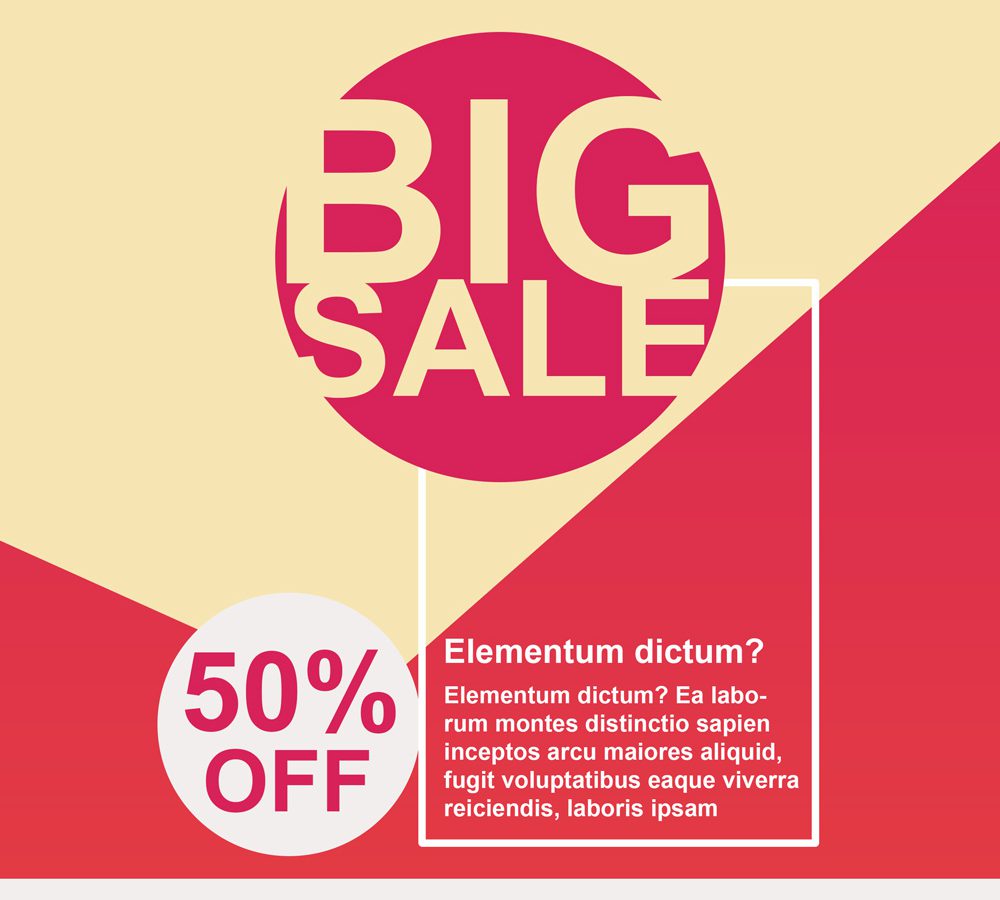 BIG
SALE
50%
OFF
Elementum dictum?
Elementum dictum? Ea labo-
rum montes distinctio sapien
inceptos arcu maiores aliquid,
fugit voluptatibus eaque viverra
reiciendis, laboris ipsam